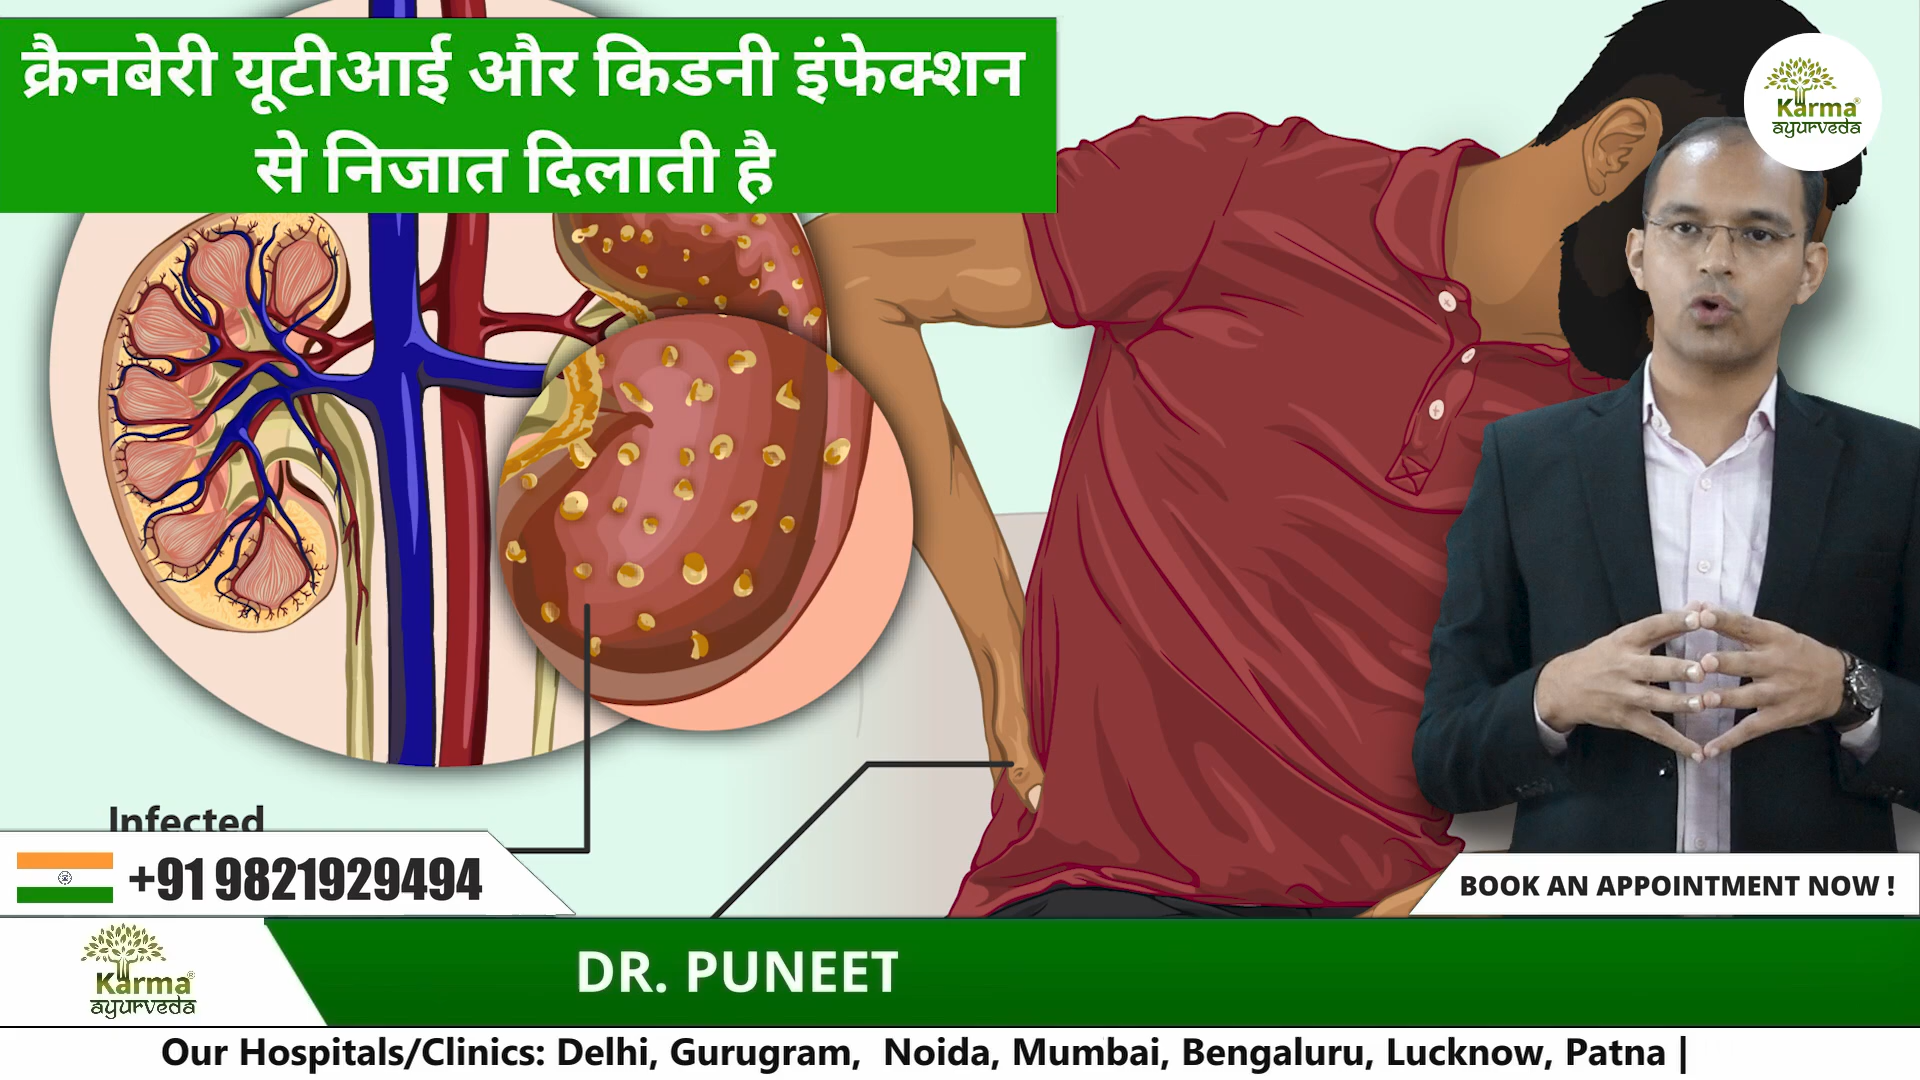 क्रैनबेरी यूटीआई और किडनी इंफेक्शन
से निजात दिलाती है
Karma
ayurveda
Infected
+91 9821929494
BOOK AN APPOINTMENT NOW !
Karma
ayurveda
DR. PUNEET
Our Hospitals/Clinics: Delhi, Gurugram, Noida, Mumbai, Bengaluru, Lucknow, Patna |